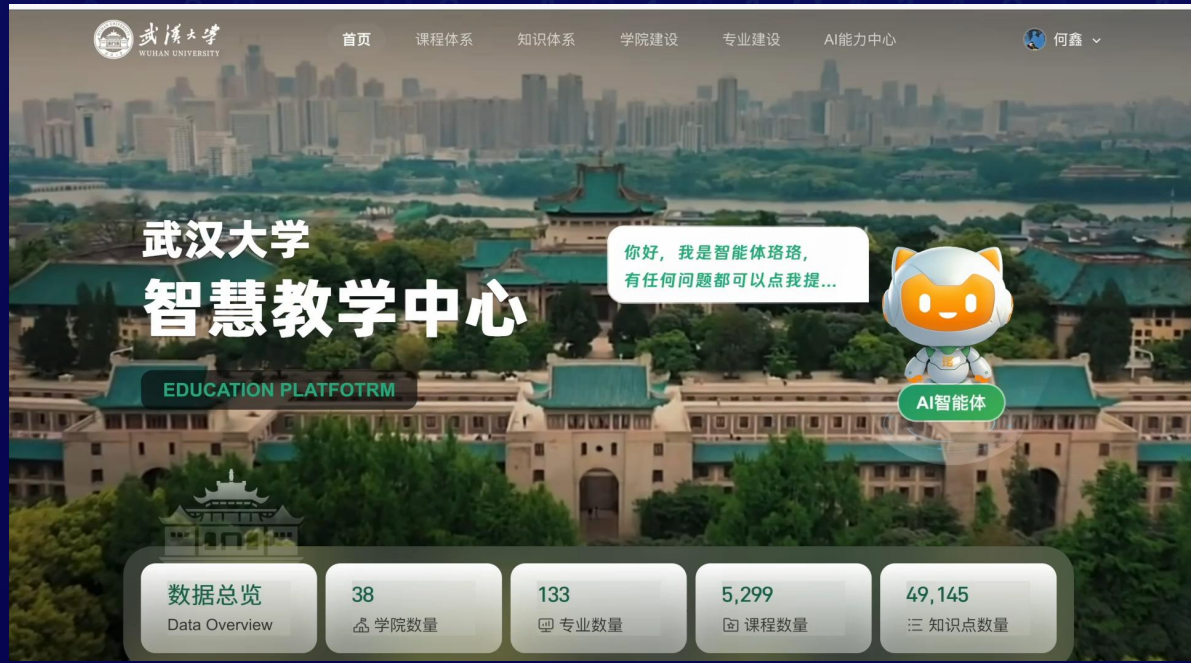 武汉大学
WUHAN UNIVERSITY
首页 课程体系 知识体系 学院建设 专业建设 AI能力中心 何鑫
武汉大学
智慧教学中心
EDUCATION PLATFOTRM
你好，我是智能体珞珞，
有任何问题都可以点我提...
AI智能体
数据总览
Data Overview
38
学院数量
133
专业数量
5,299
课程数量
49,145
知识点数量